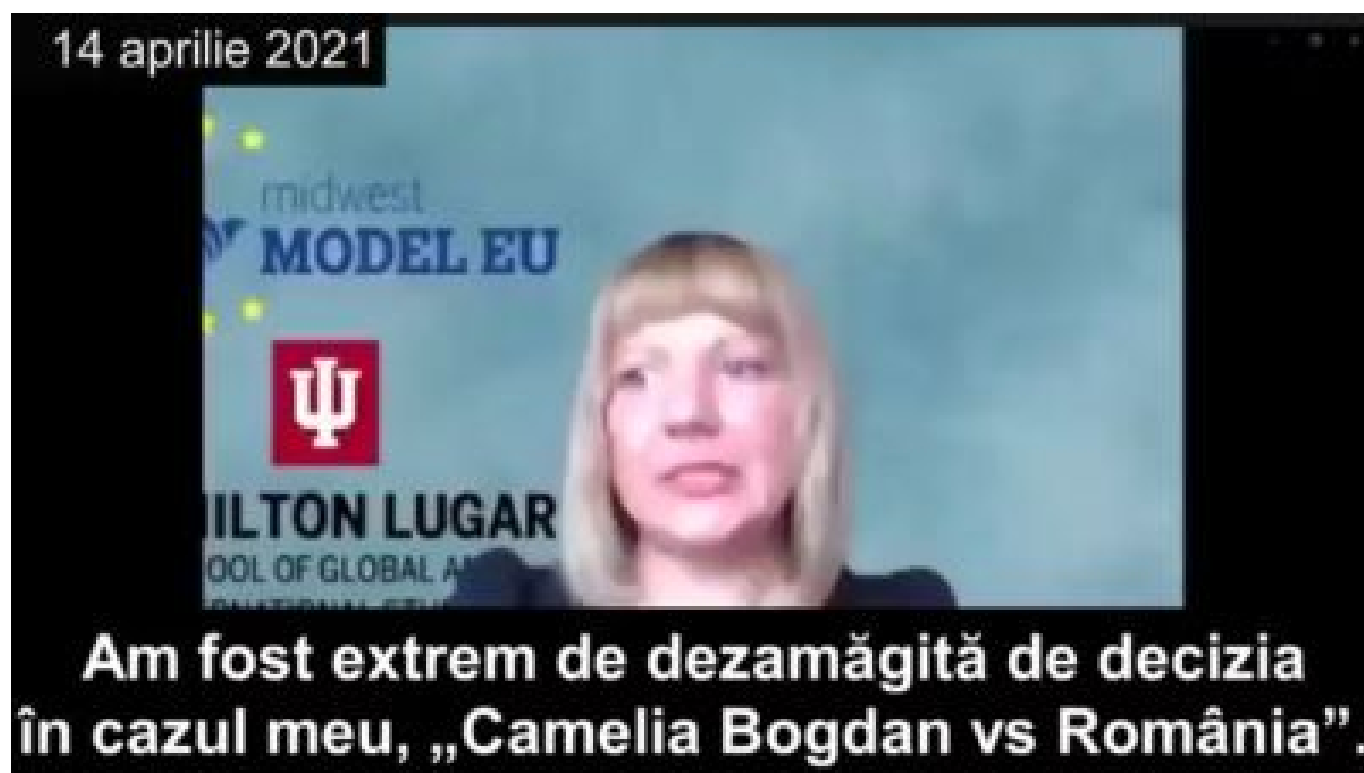 14 aprilie 2021
midwest
MODEL EU
ILTON LUGAR
OOL OF GLOBAL A
Am fost extrem de dezamăgită de decizia
în cazul meu, „Camelia Bogdan vs România”.